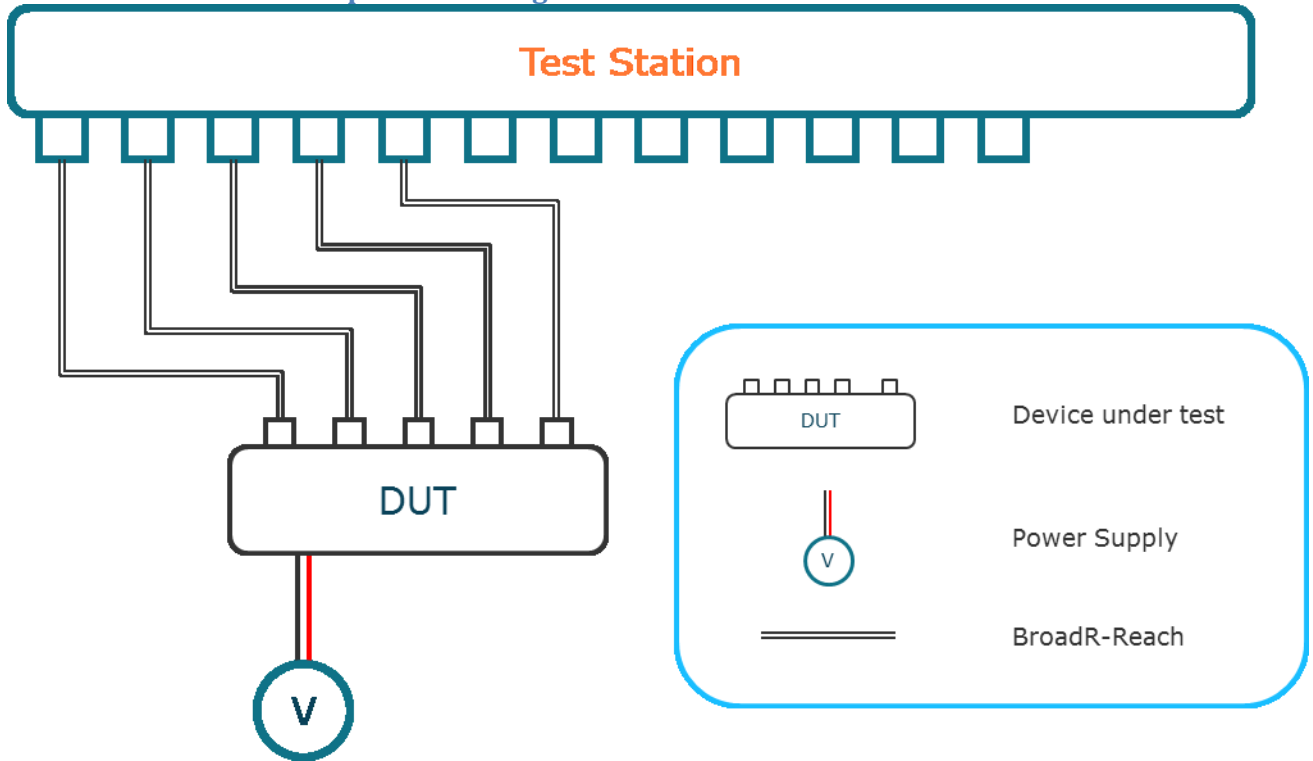 Test Station
DUT
V
DUT
Device under test
V
Power Supply
BroadR-Reach